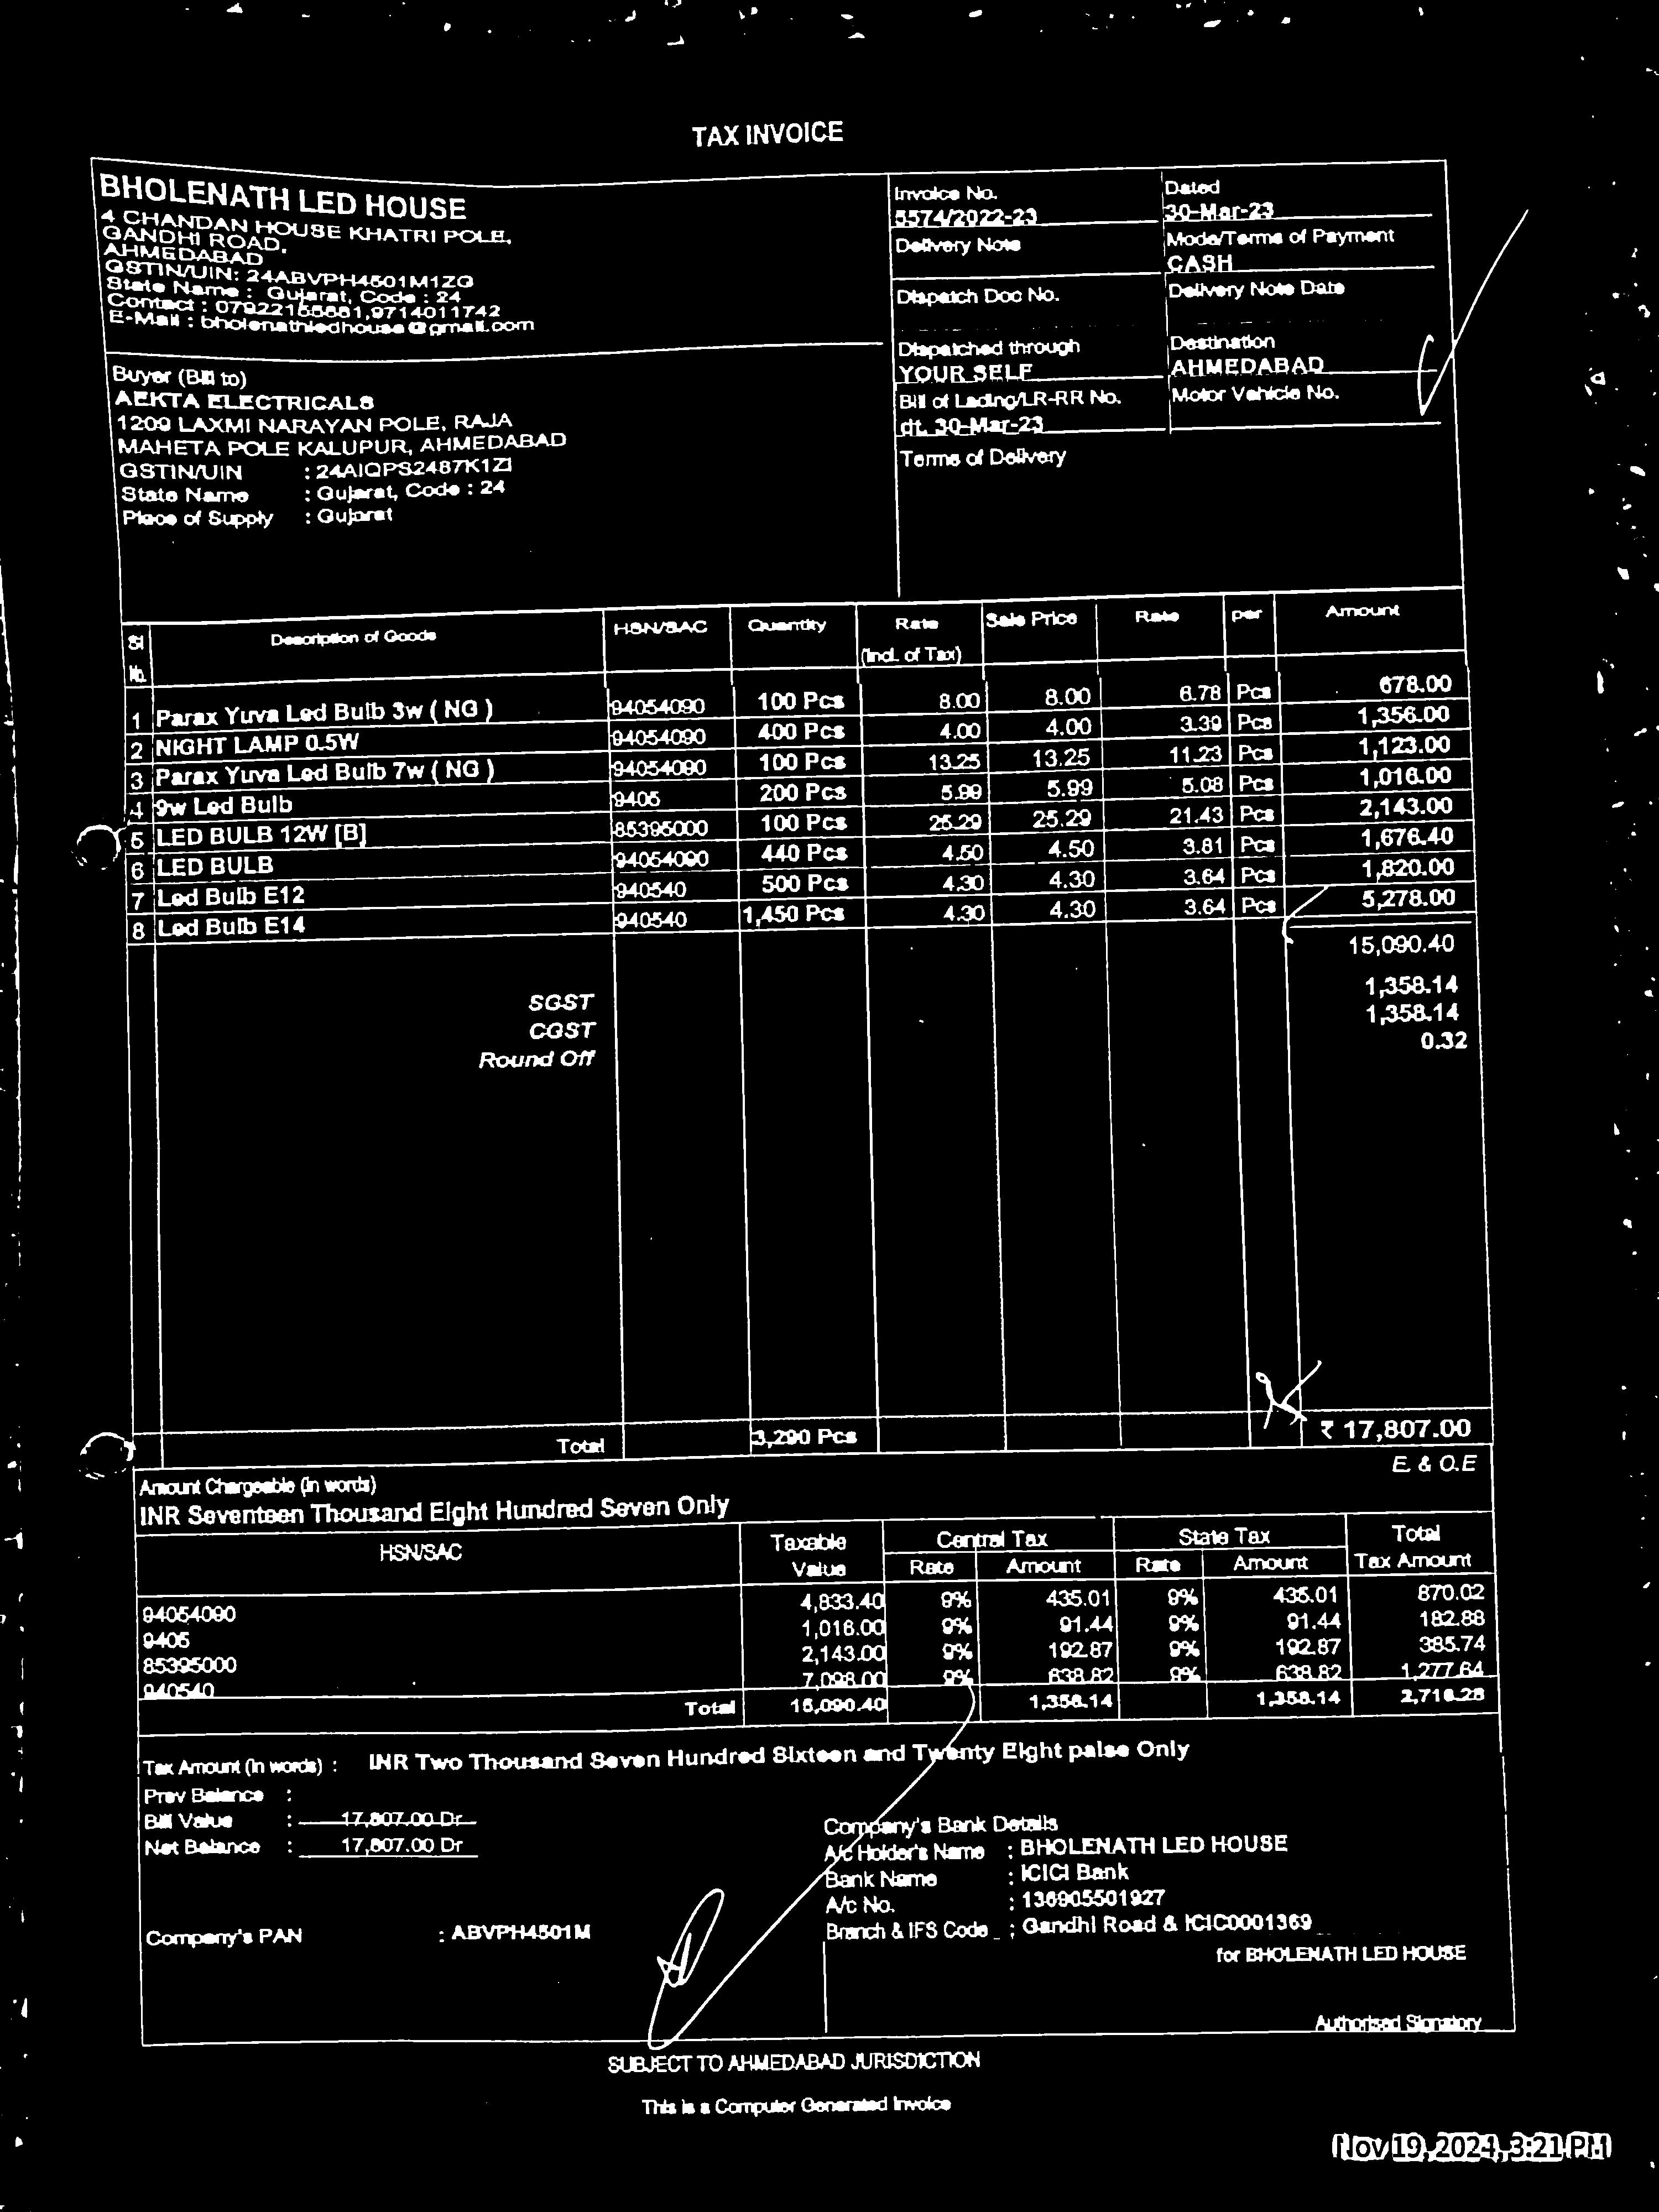 TAX INVOICE
BHOLENATH LED HOUSE
4 CHANDAN HOUSE KHATRI POLE,
GANDHI ROAD,
AHMEDABAD
GSTIN/UIN: 24ABVPH4501M1ZQ
State Name : Gujarat, Code : 24
Contact : 9714011742
E-Mail : bholenathledhouse@gmail.com
Invoice No.
5574/2022-23
Dated
30-Mar-23
Delivery Note
Mode/Terms of Payment
CASH
Dispatch Doc No.
Delivery Note Date
Dispatched through
YOUR SELF
Destination
AHMEDABAD
Bill of Lading/LR-RR No.
dt. 30-Mar-23
Motor Vehicle No.
Terms of Delivery
Buyer (Bill to)
AEKTA ELECTRICALS
1209 LAXMI NARAYAN POLE, RAJA
MAHETA POLE KALUPUR, AHMEDABAD
GSTIN/UIN : 24AIQPS2487K1ZI
State Name : Gujarat, Code : 24
Place of Supply : Gujarat
Sl No. Description of Goods HSN/SAC Quantity Rate (Incl. of Tax) Sale Price Rate per Amount
1 Parax Yuva Led Bulb 3w ( NG ) 94054090 100 Pcs 8.00 8.00 6.78 Pcs 678.00
2 NIGHT LAMP 0.5W 94054090 400 Pcs 4.00 4.00 3.39 Pcs 1,356.00
3 Parax Yuva Led Bulb 7w ( NG ) 94054090 100 Pcs 13.25 13.25 11.23 Pcs 1,123.00
4 9w Led Bulb 9405 200 Pcs 5.99 5.99 5.08 Pcs 1,016.00
5 LED BULB 12W [B] 85395000 100 Pcs 25.29 25.29 21.43 Pcs 2,143.00
6 LED BULB 94054090 440 Pcs 4.50 4.50 3.81 Pcs 1,676.40
7 Led Bulb E12 940540 500 Pcs 4.30 4.30 3.64 Pcs 1,820.00
8 Led Bulb E14 940540 1,450 Pcs 4.30 4.30 3.64 Pcs 5,278.00
15,090.40
SGST 1,358.14
CGST 1,358.14
Round Off 0.32
Total 3,290 Pcs ₹ 17,807.00
Amount Chargeable (in words) E. & O.E
INR Seventeen Thousand Eight Hundred Seven Only
HSN/SAC Taxable Value Central Tax Rate Amount State Tax Rate Amount Total Tax Amount
94054090 4,833.40 9% 435.01 9% 435.01 870.02
9405 1,016.00 9% 91.44 9% 91.44 182.88
85395000 2,143.00 9% 192.87 9% 192.87 385.74
940540 7,098.00 9% 638.82 9% 638.82 1,277.64
Total 15,090.40 1,358.14 1,358.14 2,716.28
Tax Amount (in words) : INR Two Thousand Seven Hundred Sixteen and Twenty Eight paise Only
Prev Balance :
Bill Value : 17,807.00 Dr
Net Balance : 17,807.00 Dr
Company's Bank Details
A/c Holder's Name : BHOLENATH LED HOUSE
Bank Name : ICICI Bank
A/c No. : 136905501927
Branch & IFS Code : Gandhi Road & ICIC0001369
Company's PAN : ABVPH4501M
for BHOLENATH LED HOUSE
Authorised Signatory
SUBJECT TO AHMEDABAD JURISDICTION
This is a Computer Generated Invoice
Nov 19, 2024, 3:21 PM